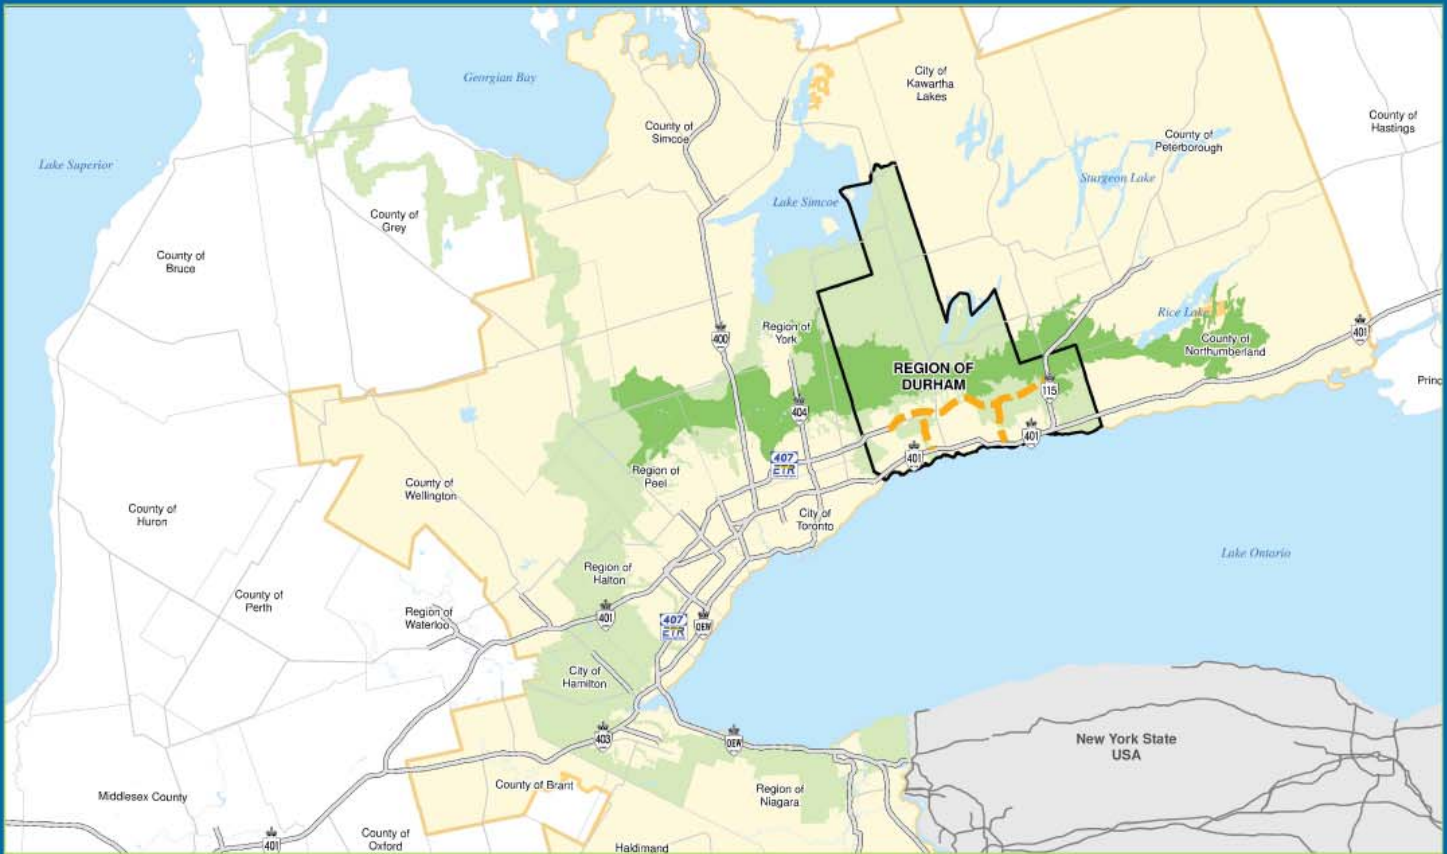 Georgian Bay
City of
Kawartha
Lakes
County of
Simcoe
County of
Hastings
County of
Peterborough
Lake Superior
Sturgeon Lake
Lake Simcoe
County of
Grey
County of
Bruce
Rice Lake
Region of
York
400
401
County of
Northumberland
REGION OF
DURHAM
Princ
115
404
401
401
407
ETR
Region of
Peel
County of
Wellington
County of
Huron
City of
Toronto
Lake Ontario
Region of
Halton
County of
Perth
Region of
Waterloo
401
407
ETR
QEW
City of
Hamilton
403
QEW
New York State
USA
County of Brant
Region of
Niagara
Middlesex County
401
County of
Oxford
Haldimand